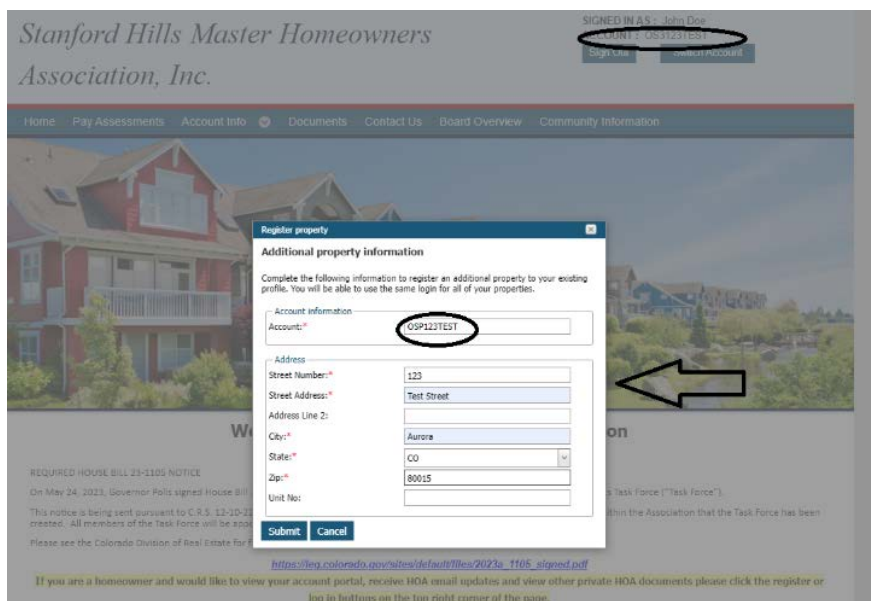 Stanford Hills Master Homeowners
Association, Inc.
SIGNED IN AS : John Doe
ACCOUNT : OS3123TEST
Sign Out Switch Account
Home Pay Assessments Account Info Documents Contact Us Board Overview Community Information
Register property
Additional property information
Complete the following information to register an additional property to your existing
profile. You will be able to use the same login for all of your properties.
Account information
Account:* OSP123TEST
Address
Street Number:* 123
Street Address:* Test Street
Address Line 2:
City:* Aurora
State:* CO
Zip:* 80015
Unit No:
Submit Cancel
on
REQUIRED HOUSE BILL 23-1105 NOTICE
On May 24, 2023, Governor Polis signed House Bill
s Task Force ("Task Force").
This notice is being sent pursuant to C.R.S. 12-10-
ithin the Association that the Task Force has been
created. All members of the Task Force will be
Please see the Colorado Division of Real Estate for
https://leg.colorado.gov/sites/default/files/2023a_1105_signed.pdf
If you are a homeowner and would like to view your account portal, receive HOA email updates and view other private HOA documents please click the register or
log in buttons on the top right corner of the page.